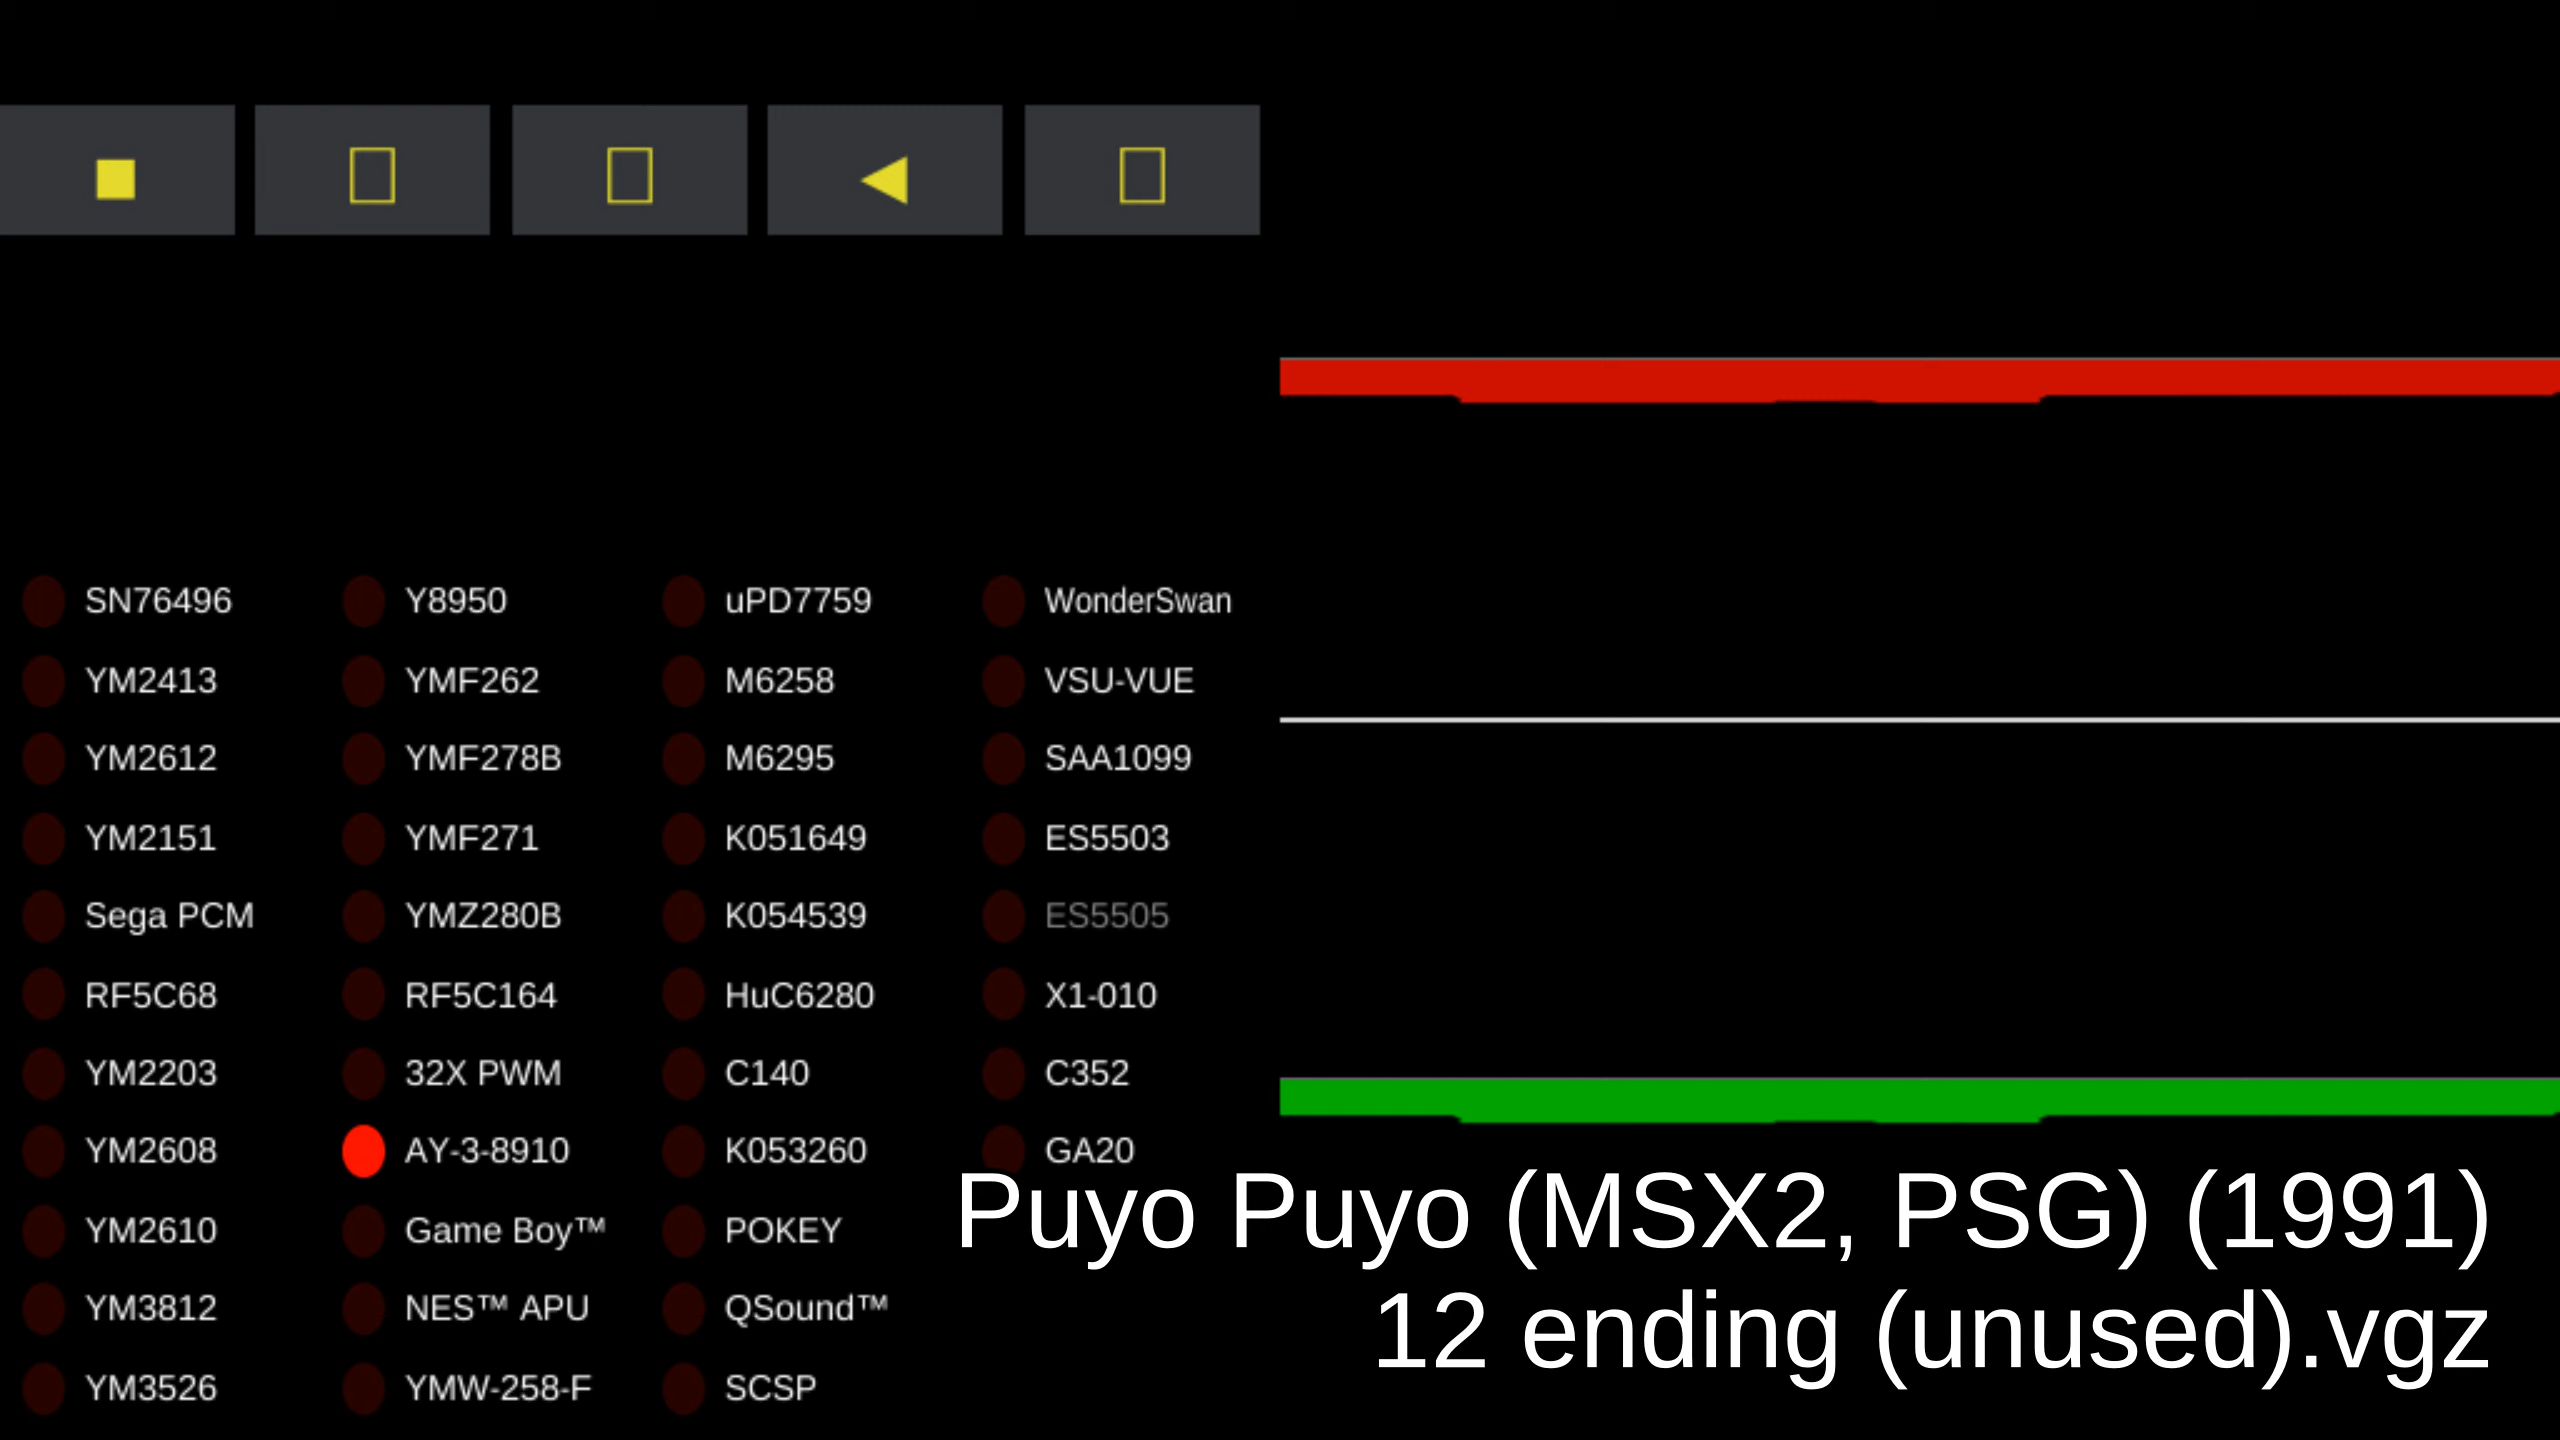 SN76496 Y8950 uPD7759 WonderSwan
YM2413 YMF262 M6258 VSU-VUE
YM2612 YMF278B M6295 SAA1099
YM2151 YMF271 K051649 ES5503
Sega PCM YMZ280B K054539 ES5505
RF5C68 RF5C164 HuC6280 X1-010
YM2203 32X PWM C140 C352
YM2608 AY-3-8910 K053260 GA20
YM2610 Game Boy™ POKEY
YM3812 NES™ APU QSound™
YM3526 YMW-258-F SCSP
Puyo Puyo (MSX2, PSG) (1991)
12 ending (unused).vgz